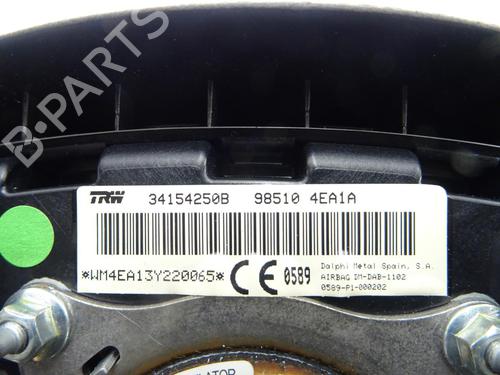 B-PARTS
TRW 34154250B 98510 4EA1A
*WM4EA13Y220065* CE 0589
Dalphi Metal Spain, S.A.
AIRBAG DM-DAB-1102
0589-P1-000202